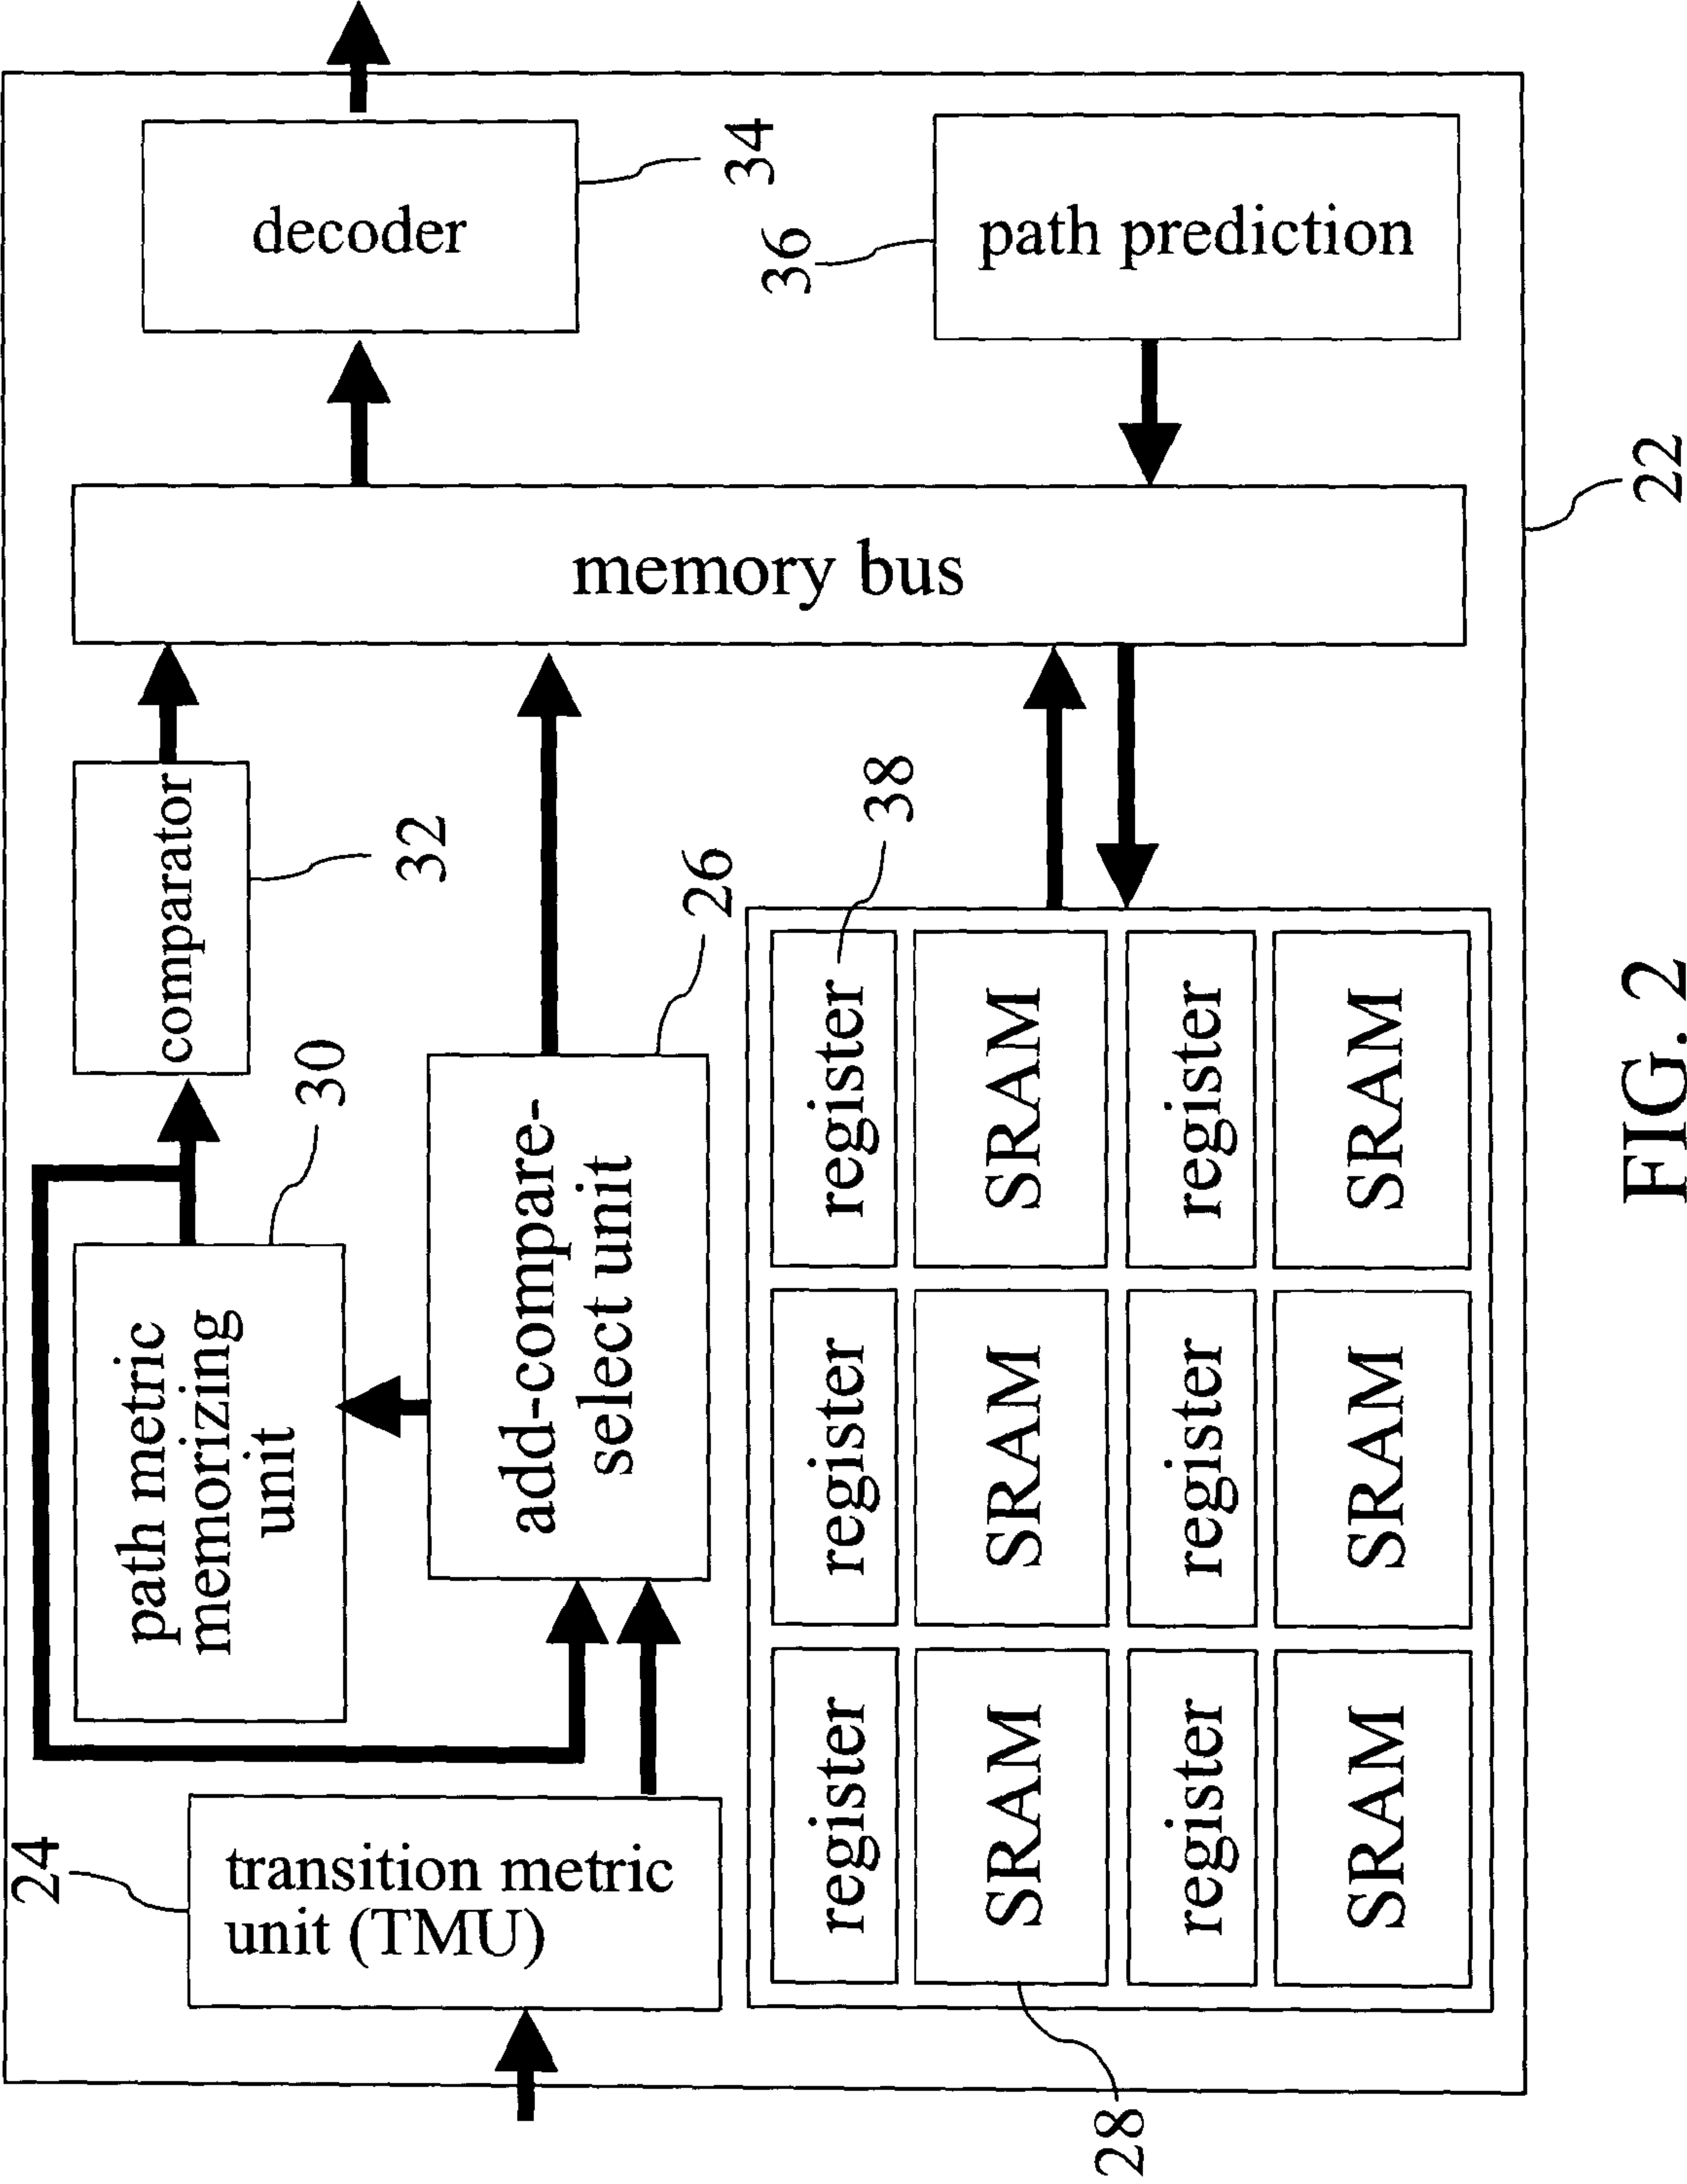 decoder
34
36
path prediction
memory bus
22
comparator
32
38
26
30
path metric
memorizing
unit
add-compare-
select unit
24
transition metric
unit (TMU)
register
register
register
SRAM
SRAM
SRAM
register
register
register
SRAM
SRAM
SRAM
28
FIG. 2